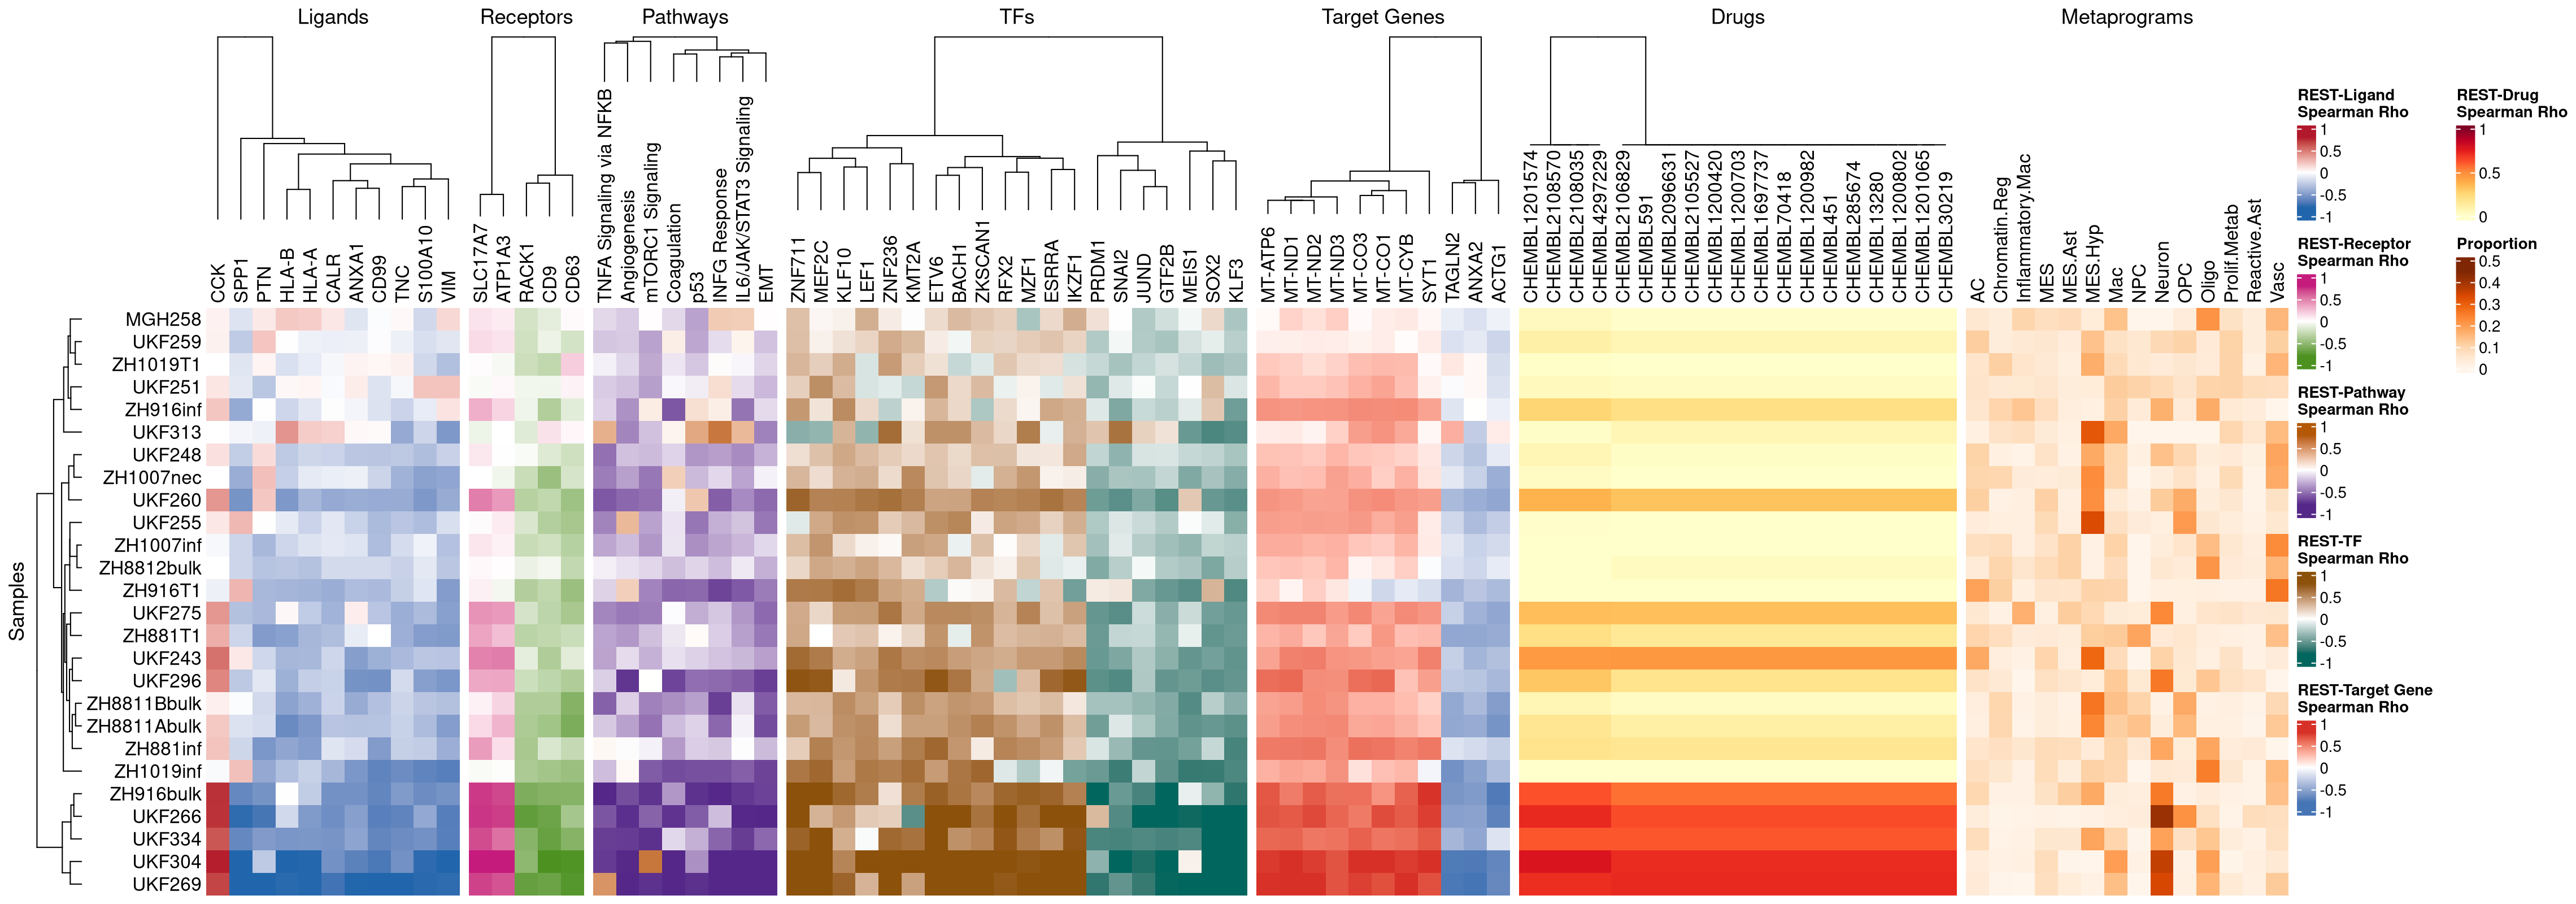 Ligands
Receptors
Pathways
TFs
Target Genes
Drugs
Metaprograms
CCK
SPP1
PTN
HLA-B
HLA-A
CALR
ANXA1
CD99
TNC
S100A10
VIM
SLC17A7
ATP1A3
RACK1
CD9
CD63
TNFA Signaling via NFKB
Angiogenesis
mTORC1 Signaling
Coagulation
p53
INFG Response
IL6/JAK/STAT3 Signaling
EMT
ZNF711
MEF2C
KLF10
LEF1
ZNF236
KMT2A
ETV6
BACH1
ZKSCAN1
RFX2
MZF1
ESRRA
IKZF1
PRDM1
SNAI2
JUND
GTF2B
MEIS1
SOX2
KLF3
MT-ATP6
MT-ND1
MT-ND2
MT-ND3
MT-CO3
MT-CO1
MT-CYB
SYT1
TAGLN2
ANXA2
ACTG1
CHEMBL1201574
CHEMBL2108570
CHEMBL2108035
CHEMBL4297229
CHEMBL2106829
CHEMBL591
CHEMBL2096631
CHEMBL2105527
CHEMBL1200420
CHEMBL1200703
CHEMBL1697737
CHEMBL70418
CHEMBL1200982
CHEMBL451
CHEMBL285674
CHEMBL13280
CHEMBL1200802
CHEMBL1201065
CHEMBL30219
AC
Chromatin.Reg
Inflammatory.Mac
MES
MES.Ast
MES.Hyp
Mac
NPC
Neuron
OPC
Oligo
Prolif.Metab
Reactive.Ast
Vasc
Samples
MGH258
UKF259
ZH1019T1
UKF251
ZH916inf
UKF313
UKF248
ZH1007nec
UKF260
UKF255
ZH1007inf
ZH8812bulk
ZH916T1
UKF275
ZH881T1
UKF243
UKF296
ZH8811Bbulk
ZH8811Abulk
ZH881inf
ZH1019inf
ZH916bulk
UKF266
UKF334
UKF304
UKF269
REST-Ligand
Spearman Rho
1
0.5
0
-0.5
-1
REST-Receptor
Spearman Rho
1
0.5
0
-0.5
-1
REST-Pathway
Spearman Rho
1
0.5
0
-0.5
-1
REST-TF
Spearman Rho
1
0.5
0
-0.5
-1
REST-Target Gene
Spearman Rho
1
0.5
0
-0.5
-1
REST-Drug
Spearman Rho
1
0.5
0
Proportion
0.5
0.4
0.3
0.2
0.1
0